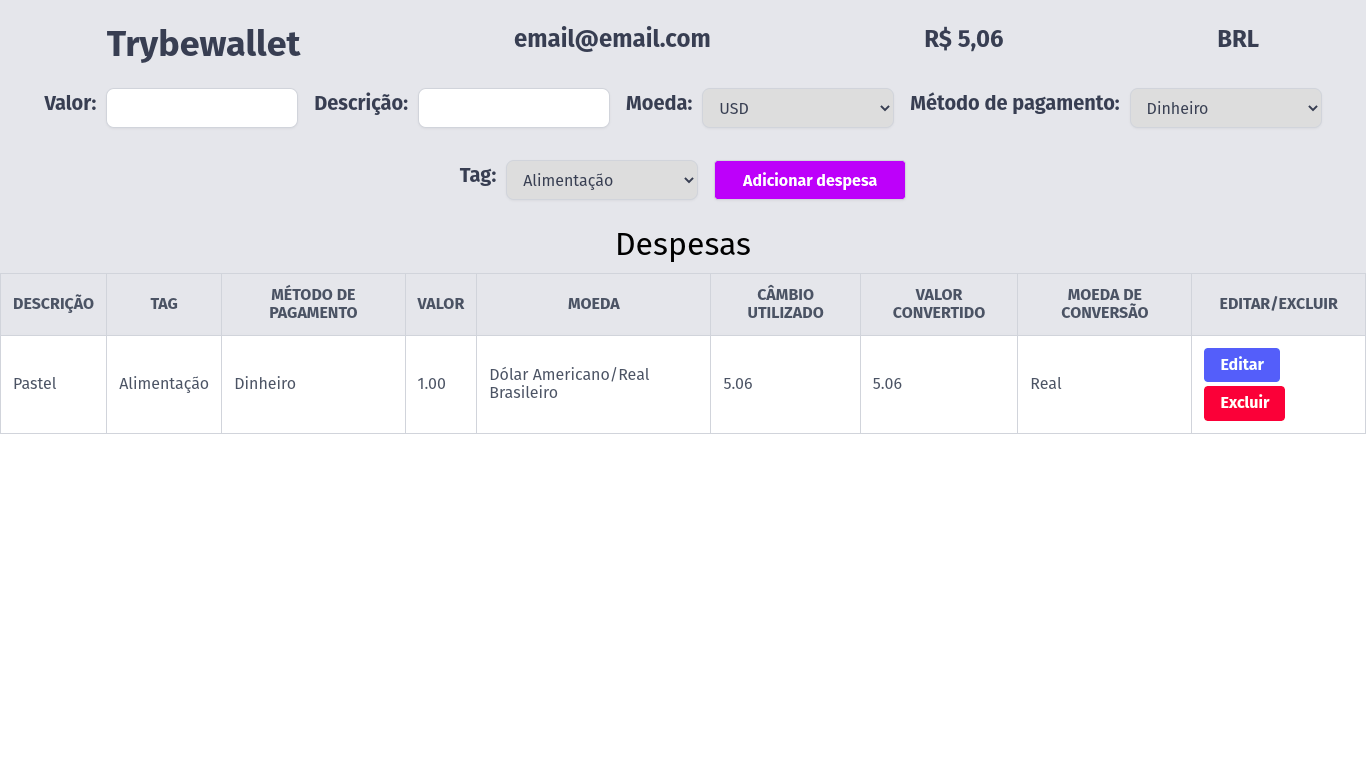 Trybewallet email@email.com R$ 5,06 BRL
Valor: Descrição: Moeda: USD Método de pagamento: Dinheiro
Tag: Alimentação Adicionar despesa
Despesas
DESCRIÇÃO TAG MÉTODO DE PAGAMENTO VALOR MOEDA CÂMBIO UTILIZADO VALOR CONVERTIDO MOEDA DE CONVERSÃO EDITAR/EXCLUIR
Pastel Alimentação Dinheiro 1.00 Dólar Americano/Real Brasileiro 5.06 5.06 Real Editar
Excluir